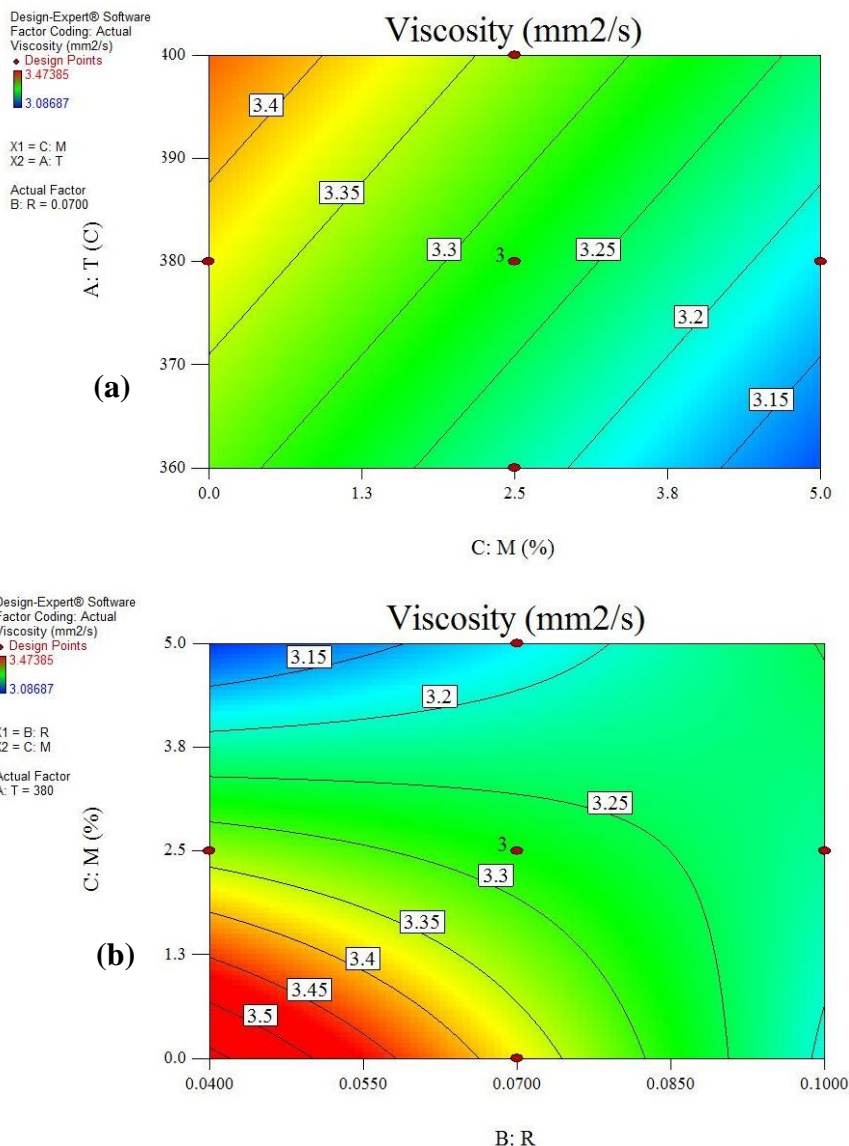 Design-Expert® Software
Factor Coding: Actual
Viscosity (mm2/s)
Design Points
3.47385
3.08687
X1 = C: M
X2 = A: T
Actual Factor
B: R = 0.0700
(a)
Viscosity (mm2/s)
A: T (C)
400
390
380
370
360
3.4
3.35
3.3
3
3.25
3.2
3.15
0.0 1.3 2.5 3.8 5.0
C: M (%)
Design-Expert® Software
Factor Coding: Actual
Viscosity (mm2/s)
Design Points
3.47385
3.08687
X1 = B: R
X2 = C: M
Actual Factor
A: T = 380
(b)
Viscosity (mm2/s)
C: M (%)
5.0
3.8
2.5
1.3
0.0
3.15
3.2
3.25
3
3.3
3.35
3.4
3.45
3.5
0.0400 0.0550 0.0700 0.0850 0.1000
B: R